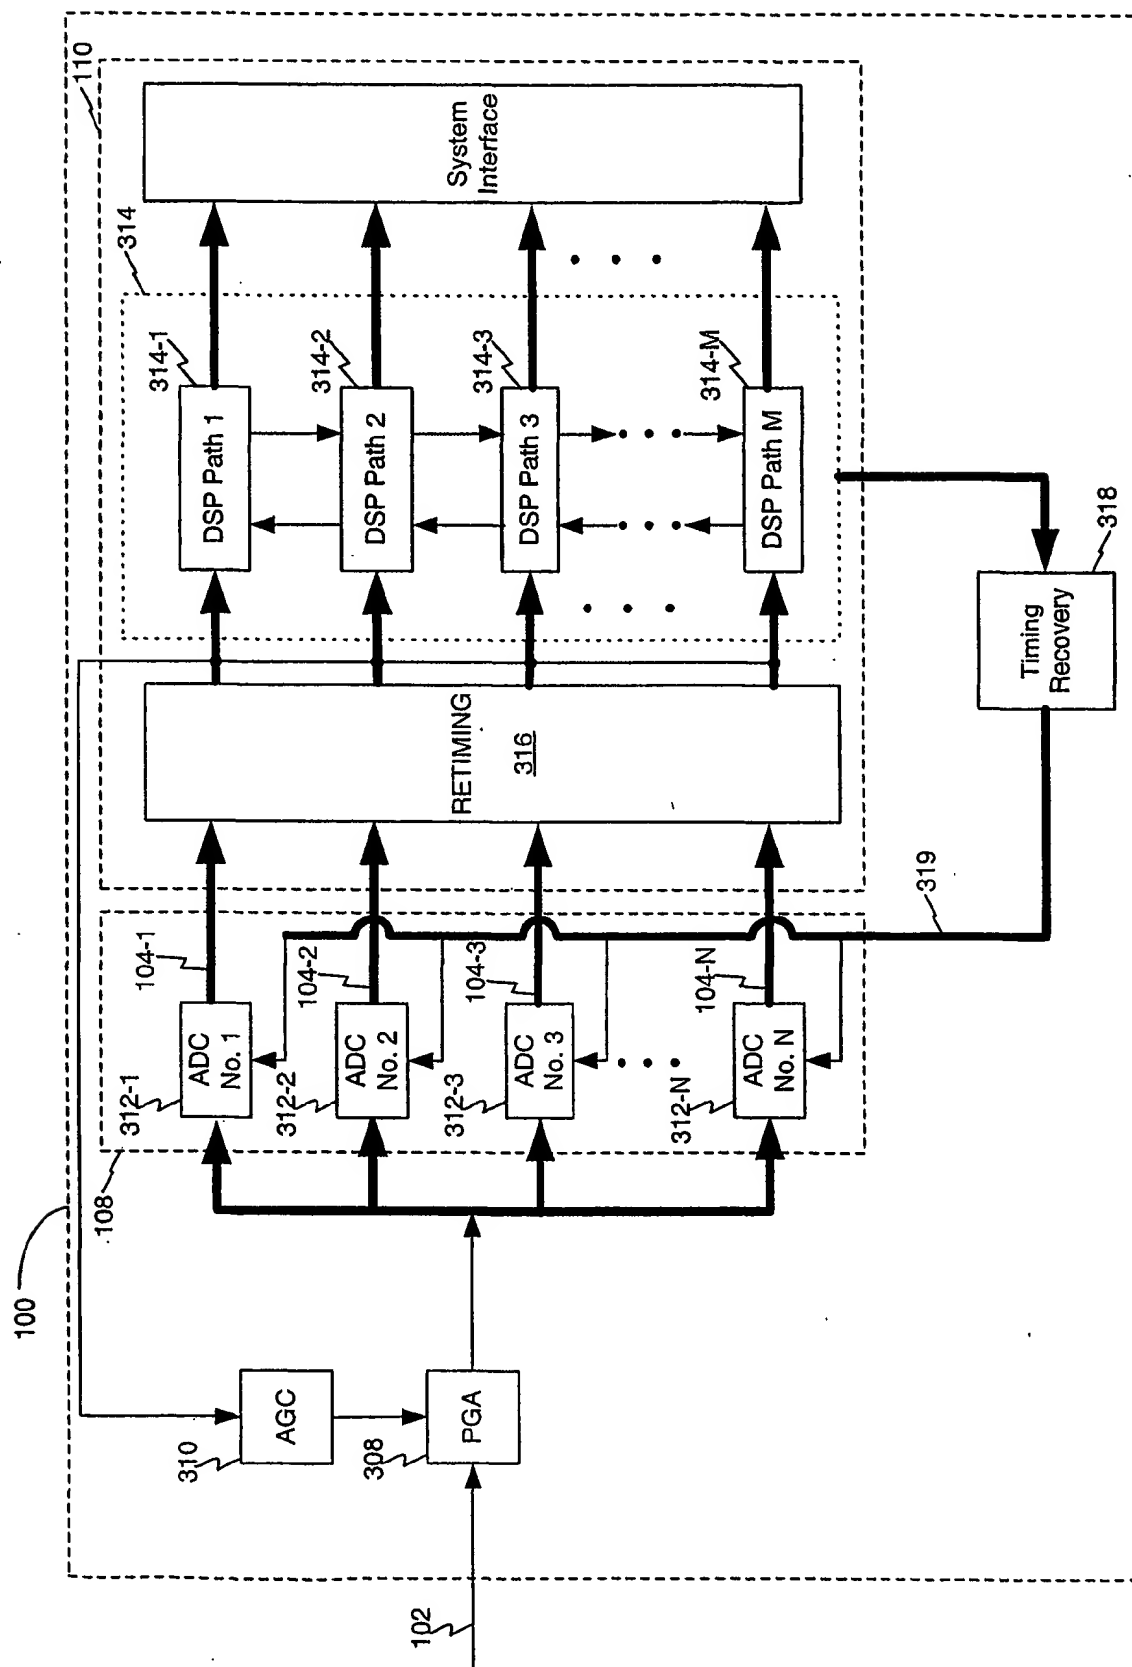 100
102
308
PGA
310
AGC
108
312-1
ADC
No. 1
104-1
312-2
ADC
No. 2
104-2
312-3
ADC
No. 3
104-3
312-N
ADC
No. N
104-N
319
110
RETIMING
316
314
314-1
DSP Path 1
314-2
DSP Path 2
314-3
DSP Path 3
314-M
DSP Path M
System
Interface
318
Timing
Recovery